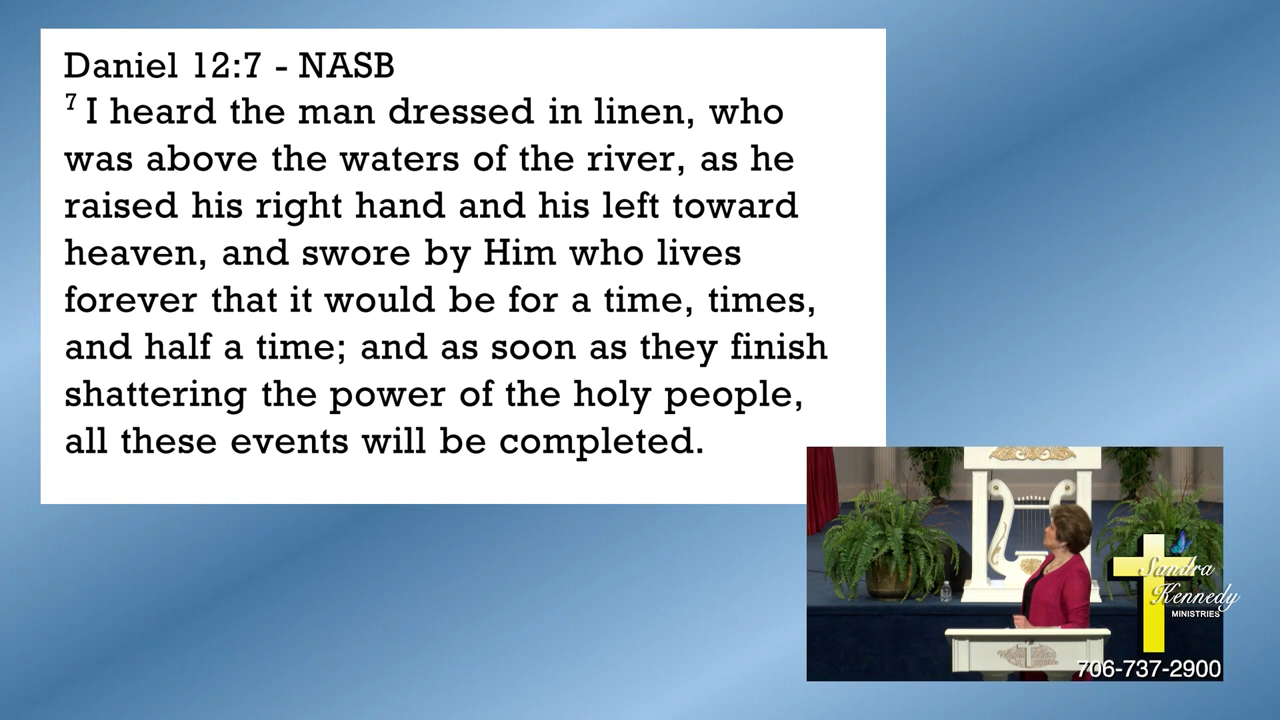 Daniel 12:7 - NASB
7 I heard the man dressed in linen, who
was above the waters of the river, as he
raised his right hand and his left toward
heaven, and swore by Him who lives
forever that it would be for a time, times,
and half a time; and as soon as they finish
shattering the power of the holy people,
all these events will be completed.
Sandra
Kennedy
MINISTRIES
706-737-2900